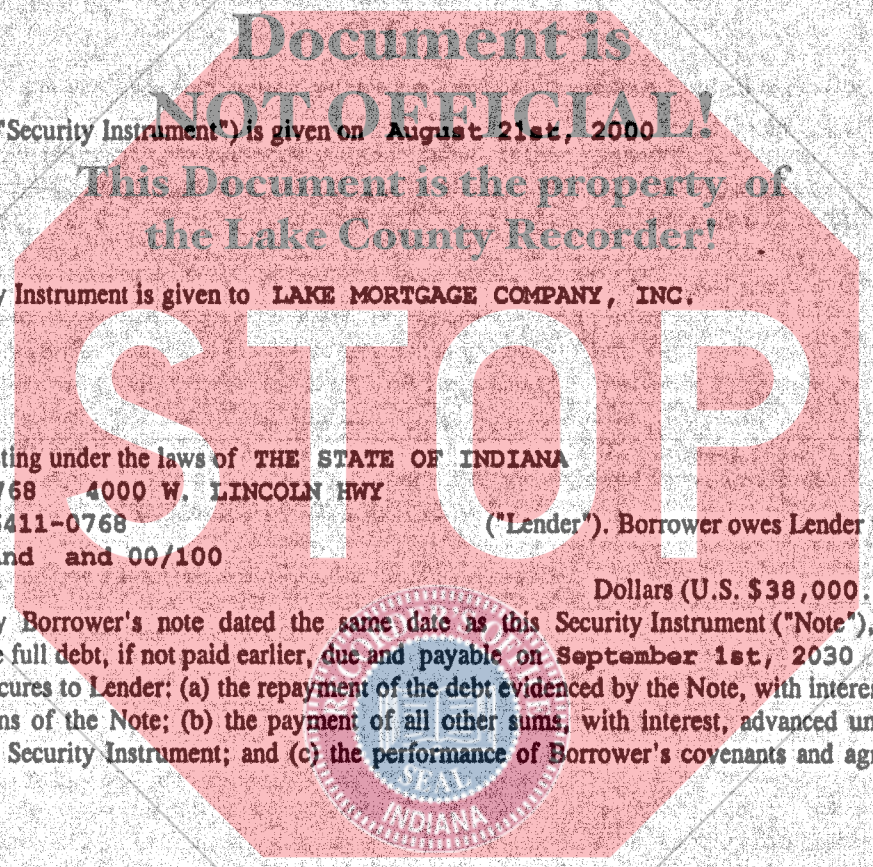 Document is
NOT OFFICIAL!
"Security Instrument") is given on August 21st, 2000
This Document is the property of
the Lake County Recorder!
y Instrument is given to LAKE MORTGAGE COMPANY, INC.
STOP
ting under the laws of THE STATE OF INDIANA
768 4000 W. LINCOLN HWY
6411-0768 ("Lender"). Borrower owes Lender
and and 00/100
Dollars (U.S. $38,000.
y Borrower's note dated the same date as this Security Instrument ("Note"),
e full debt, if not paid earlier, due and payable on September 1st, 2030
cures to Lender: (a) the repayment of the debt evidenced by the Note, with interes
ns of the Note; (b) the payment of all other sums, with interest, advanced un
Security Instrument; and (c) the performance of Borrower's covenants and agr
RECORDER'S OFFICE
SEAL
INDIANA